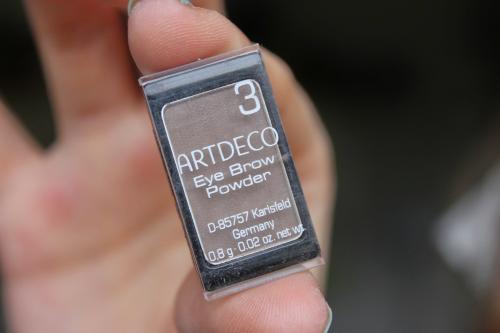 3
ARTDECO
Eye Brow
Powder
D-85757 Karlsfeld
Germany
0.8 g - 0.02 oz. net wt